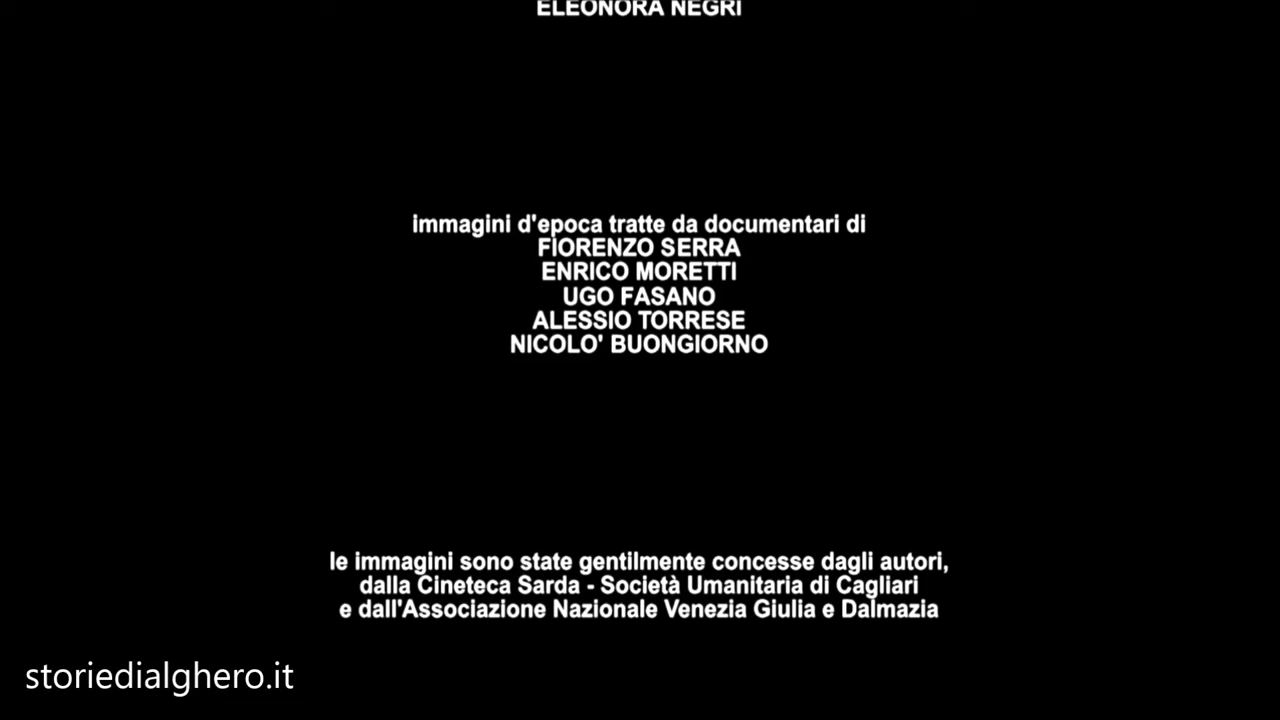 ELEONORA NEGRI
immagini d'epoca tratte da documentari di
FIORENZO SERRA
ENRICO MORETTI
UGO FASANO
ALESSIO TORRESE
NICOLO' BUONGIORNO
le immagini sono state gentilmente concesse dagli autori,
dalla Cineteca Sarda - Società Umanitaria di Cagliari
e dall'Associazione Nazionale Venezia Giulia e Dalmazia
storiedialghero.it